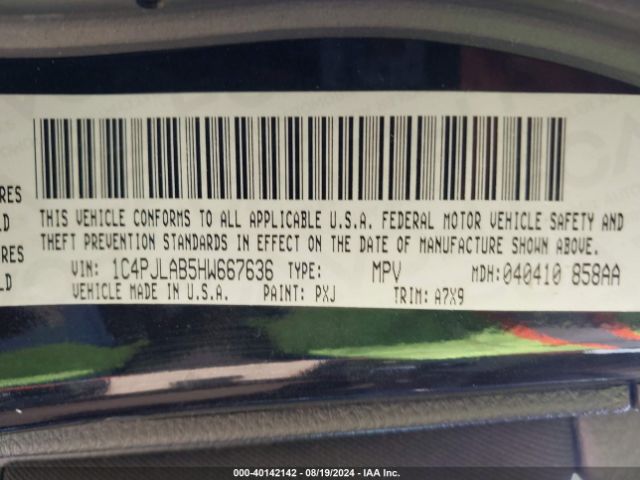 RES
LD
RES
LD
THIS VEHICLE CONFORMS TO ALL APPLICABLE U.S.A. FEDERAL MOTOR VEHICLE SAFETY AND
THEFT PREVENTION STANDARDS IN EFFECT ON THE DATE OF MANUFACTURE SHOWN ABOVE.
VIN: 1C4PJLAB5HW667636 TYPE: MPV MDH: 040410 858AA
VEHICLE MADE IN U.S.A. PAINT: PXJ TRIM: A7X9
000-40142142 - 08/19/2024 - IAA Inc.